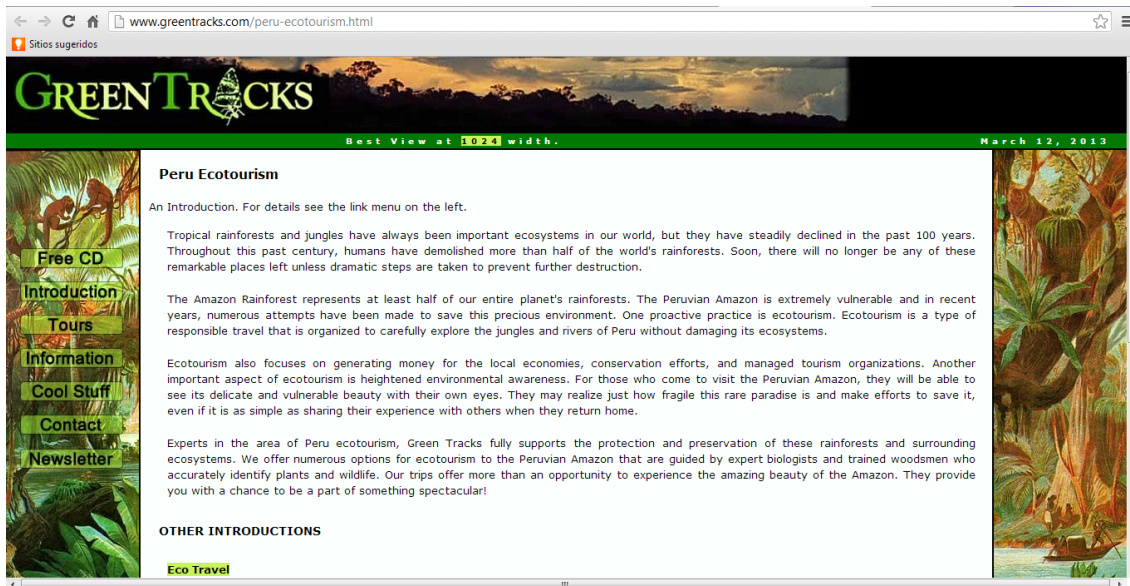 www.greentracks.com/peru-ecotourism.html
Sitios sugeridos
GREENTRACKS
Best View at 1024 width.
March 12, 2013
Free CD
Introduction
Tours
Information
Cool Stuff
Contact
Newsletter
Peru Ecotourism
An Introduction. For details see the link menu on the left.
Tropical rainforests and jungles have always been important ecosystems in our world, but they have steadily declined in the past 100 years.
Throughout this past century, humans have demolished more than half of the world's rainforests. Soon, there will no longer be any of these
remarkable places left unless dramatic steps are taken to prevent further destruction.
The Amazon Rainforest represents at least half of our entire planet's rainforests. The Peruvian Amazon is extremely vulnerable and in recent
years, numerous attempts have been made to save this precious environment. One proactive practice is ecotourism. Ecotourism is a type of
responsible travel that is organized to carefully explore the jungles and rivers of Peru without damaging its ecosystems.
Ecotourism also focuses on generating money for the local economies, conservation efforts, and managed tourism organizations. Another
important aspect of ecotourism is heightened environmental awareness. For those who come to visit the Peruvian Amazon, they will be able to
see its delicate and vulnerable beauty with their own eyes. They may realize just how fragile this rare paradise is and make efforts to save it,
even if it is as simple as sharing their experience with others when they return home.
Experts in the area of Peru ecotourism, Green Tracks fully supports the protection and preservation of these rainforests and surrounding
ecosystems. We offer numerous options for ecotourism to the Peruvian Amazon that are guided by expert biologists and trained woodsmen who
accurately identify plants and wildlife. Our trips offer more than an opportunity to experience the amazing beauty of the Amazon. They provide
you with a chance to be a part of something spectacular!
OTHER INTRODUCTIONS
Eco Travel